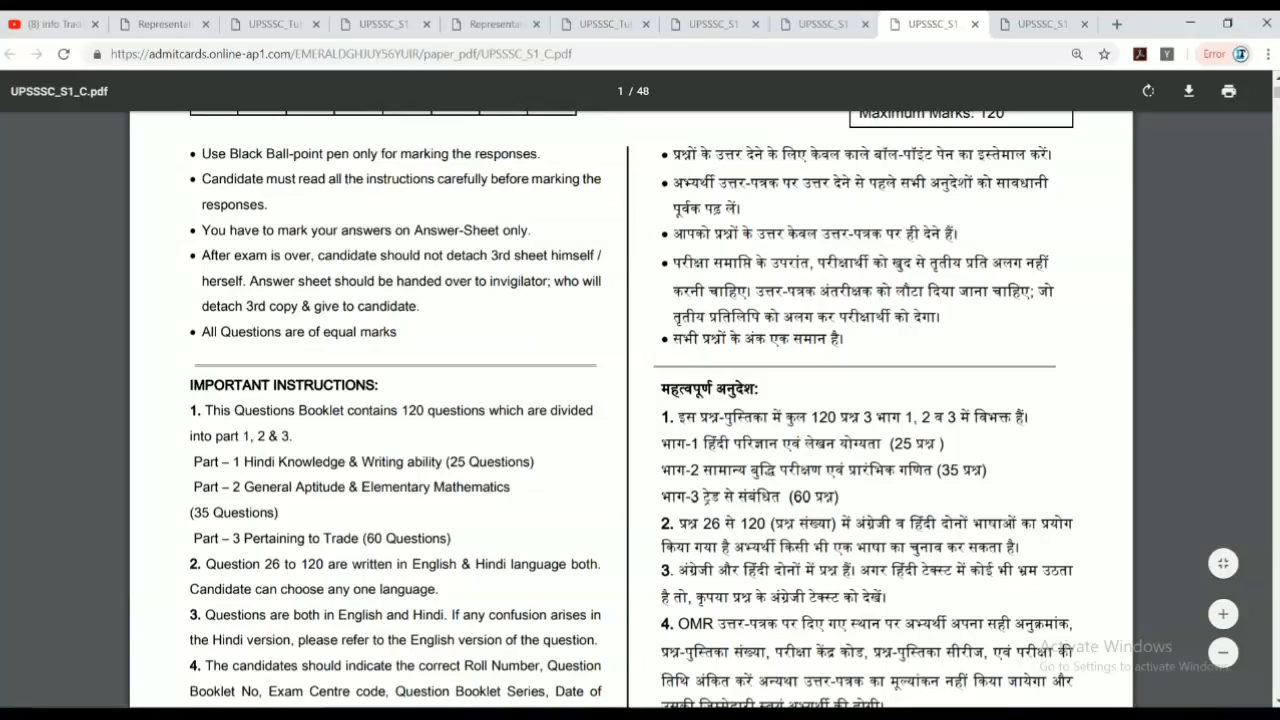 (8) info Trad
Representat
UPSSSC_Tut
UPSSSC_S1
Representat
UPSSSC_Tut
UPSSSC_S1
UPSSSC_S1
UPSSSC_S1
UPSSSC_S1
https://admitcards.online-ap1.com/EMERALDGHJUY56YUIR/paper_pdf/UPSSSC_S1_C.pdf
Error
UPSSSC_S1_C.pdf
1 / 48
Maximum Marks: 120
• Use Black Ball-point pen only for marking the responses.
• Candidate must read all the instructions carefully before marking the
responses.
• You have to mark your answers on Answer-Sheet only.
• After exam is over, candidate should not detach 3rd sheet himself /
herself. Answer sheet should be handed over to invigilator; who will
detach 3rd copy & give to candidate.
• All Questions are of equal marks
IMPORTANT INSTRUCTIONS:
1. This Questions Booklet contains 120 questions which are divided
into part 1, 2 & 3.
Part – 1 Hindi Knowledge & Writing ability (25 Questions)
Part – 2 General Aptitude & Elementary Mathematics
(35 Questions)
Part – 3 Pertaining to Trade (60 Questions)
2. Question 26 to 120 are written in English & Hindi language both.
Candidate can choose any one language.
3. Questions are both in English and Hindi. If any confusion arises in
the Hindi version, please refer to the English version of the question.
4. The candidates should indicate the correct Roll Number, Question
Booklet No, Exam Centre code, Question Booklet Series, Date of
• प्रश्नों के उत्तर देने के लिए केवल काले बॉल-पॉइंट पेन का इस्तेमाल करें।
• अभ्यर्थी उत्तर-पत्रक पर उत्तर देने से पहले सभी अनुदेशों को सावधानी
पूर्वक पढ़ लें।
• आपको प्रश्नों के उत्तर केवल उत्तर-पत्रक पर ही देने हैं।
• परीक्षा समाप्ति के उपरांत, परीक्षार्थी को खुद से तृतीय प्रति अलग नहीं
करनी चाहिए। उत्तर-पत्रक अंतरीक्षक को लौटा दिया जाना चाहिए; जो
तृतीय प्रतिलिपि को अलग कर परीक्षार्थी को देगा।
• सभी प्रश्नों के अंक एक समान है।
महत्वपूर्ण अनुदेश:
1. इस प्रश्न-पुस्तिका में कुल 120 प्रश्न 3 भाग 1, 2 व 3 में विभक्त हैं।
भाग-1 हिंदी परिज्ञान एवं लेखन योग्यता (25 प्रश्न )
भाग-2 सामान्य बुद्धि परीक्षण एवं प्रारंभिक गणित (35 प्रश्न)
भाग-3 ट्रेड से संबंधित (60 प्रश्न)
2. प्रश्न 26 से 120 (प्रश्न संख्या) में अंग्रेजी व हिंदी दोनों भाषाओं का प्रयोग
किया गया है अभ्यर्थी किसी भी एक भाषा का चुनाव कर सकता है।
3. अंग्रेजी और हिंदी दोनों में प्रश्न हैं। अगर हिंदी टेक्स्ट में कोई भी भ्रम उठता
है तो, कृपया प्रश्न के अंग्रेजी टेक्स्ट को देखें।
4. OMR उत्तर-पत्रक पर दिए गए स्थान पर अभ्यर्थी अपना सही अनुक्रमांक,
प्रश्न-पुस्तिका संख्या, परीक्षा केंद्र कोड, प्रश्न-पुस्तिका सीरीज, एवं परीक्षा की
तिथि अंकित करें अन्यथा उत्तर-पत्रक का मूल्यांकन नहीं किया जायेगा और
उसकी जिम्मेदारी स्वयं अभ्यर्थी की होगी।
Activate Windows
Go to Settings to activate Windows.